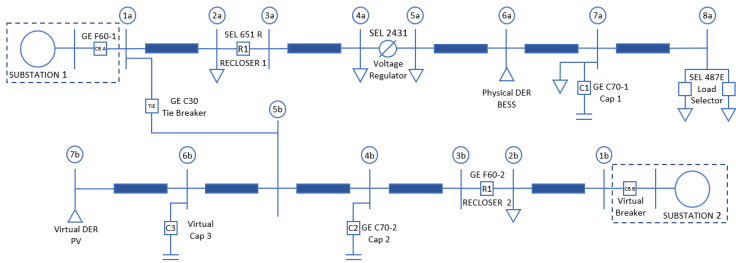 1a
2a
3a
4a
5a
6a
7a
8a
GE F60-1
CB A
SUBSTATION 1
SEL 651 R
R1
RECLOSER 1
SEL 2431
Voltage
Regulator
Physical DER
BESS
C1
GE C70-1
Cap 1
SEL 487E
Load
Selector
TIE
GE C30
Tie Breaker
5b
7b
6b
4b
3b
2b
1b
GE F60-2
R1
RECLOSER 2
CB B
Virtual
Breaker
SUBSTATION 2
Virtual DER
PV
C3
Virtual
Cap 3
C2
GE C70-2
Cap 2